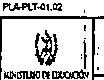 PLA-PLT-01.02
MINISTERIO DE EDUCACIÓN